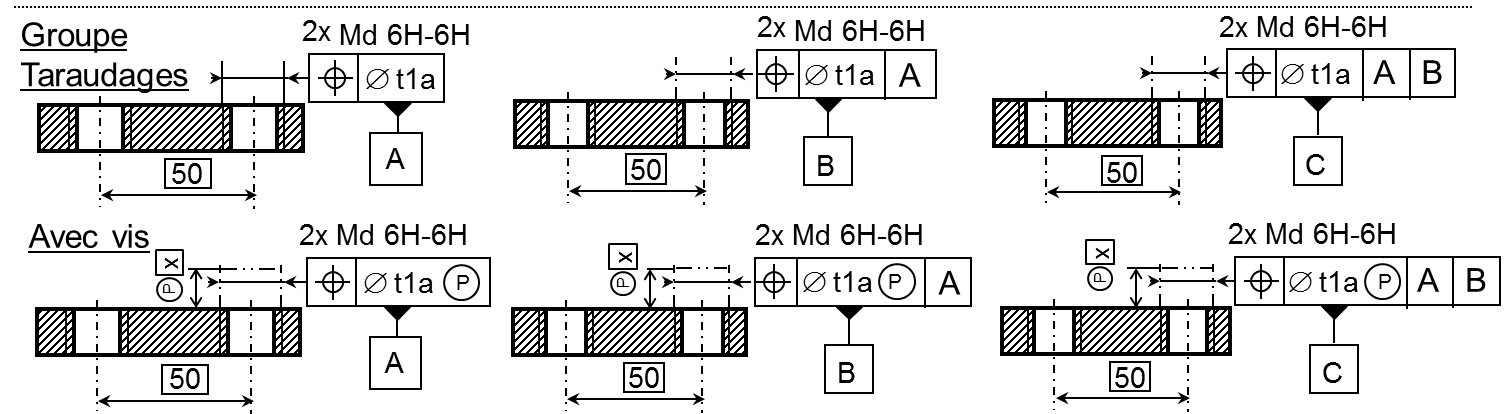 Groupe
Taraudages
2x Md 6H-6H
⌖ ∅ t1a
A
50
2x Md 6H-6H
⌖ ∅ t1a A
B
50
2x Md 6H-6H
⌖ ∅ t1a A B
C
50
Avec vis
Ⓟ x
2x Md 6H-6H
⌖ ∅ t1a Ⓟ
A
50
Ⓟ x
2x Md 6H-6H
⌖ ∅ t1a Ⓟ A
B
50
Ⓟ x
2x Md 6H-6H
⌖ ∅ t1a Ⓟ A B
C
50